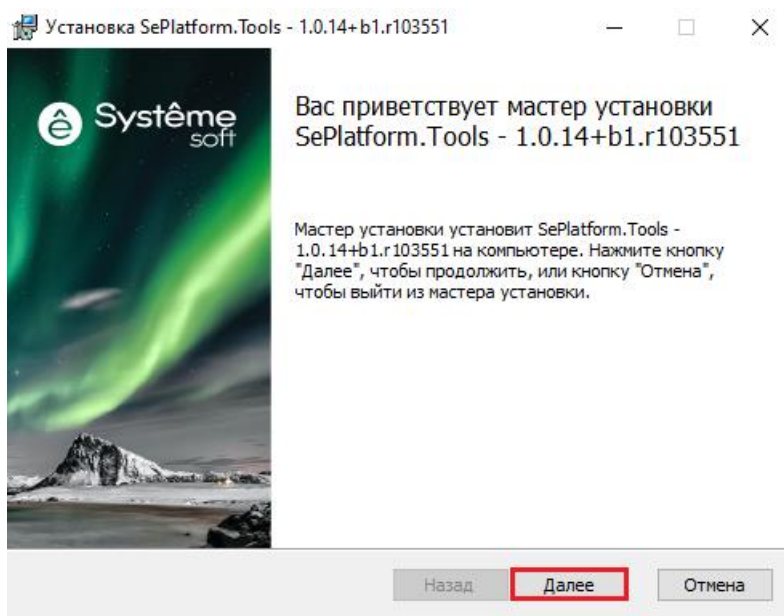 Установка SePlatform.Tools - 1.0.14+b1.r103551
Systême
soft
Вас приветствует мастер установки
SePlatform.Tools - 1.0.14+b1.r103551
Мастер установки установит SePlatform.Tools -
1.0.14+b1.r103551 на компьютере. Нажмите кнопку
"Далее", чтобы продолжить, или кнопку "Отмена",
чтобы выйти из мастера установки.
Назад Далее Отмена